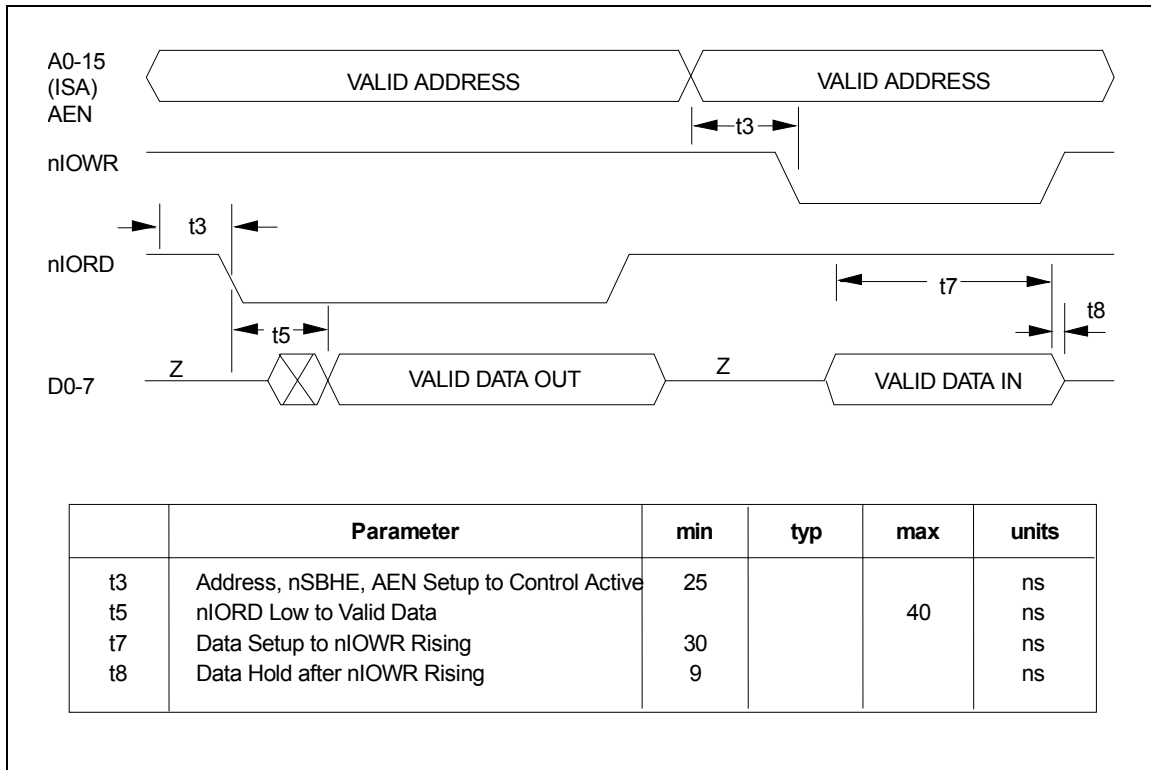 A0-15
(ISA)
AEN
VALID ADDRESS
VALID ADDRESS
t3
nIOWR
t3
nIORD
t7
t8
t5
D0-7
Z
VALID DATA OUT
Z
VALID DATA IN
Parameter min typ max units
t3 Address, nSBHE, AEN Setup to Control Active 25 ns
t5 nIORD Low to Valid Data 40 ns
t7 Data Setup to nIOWR Rising 30 ns
t8 Data Hold after nIOWR Rising 9 ns